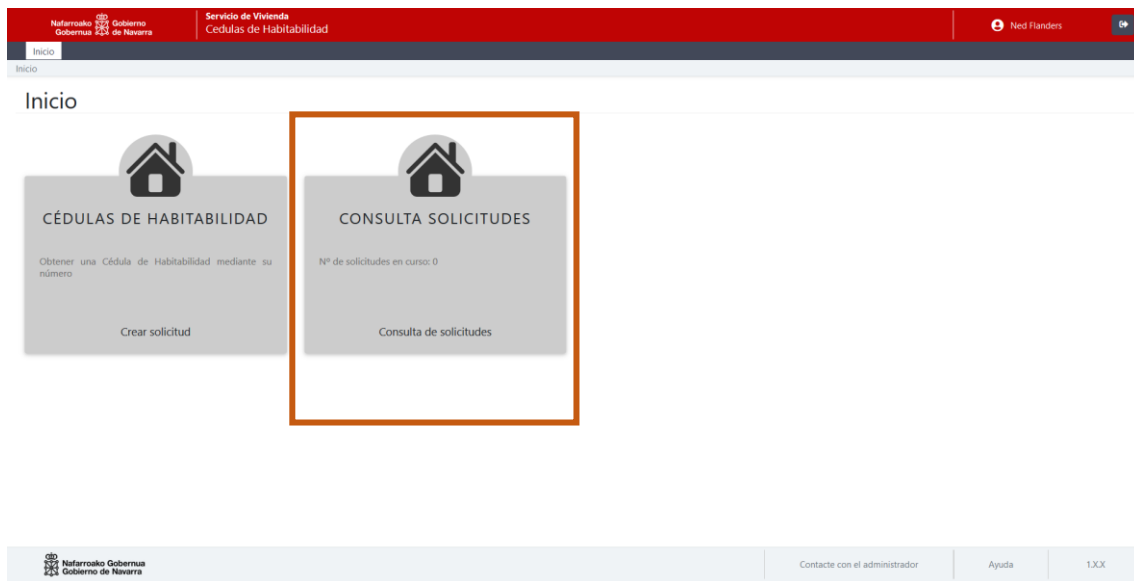 Nafarroako Gobierno
Gobernua de Navarra
Servicio de Vivienda
Cedulas de Habitabilidad
Ned Flanders
Inicio
Inicio
Inicio
CÉDULAS DE HABITABILIDAD
Obtener una Cédula de Habitabilidad mediante su
número
Crear solicitud
CONSULTA SOLICITUDES
Nº de solicitudes en curso: 0
Consulta de solicitudes
Nafarroako Gobernua
Gobierno de Navarra
Contacte con el administrador
Ayuda
1.X.X